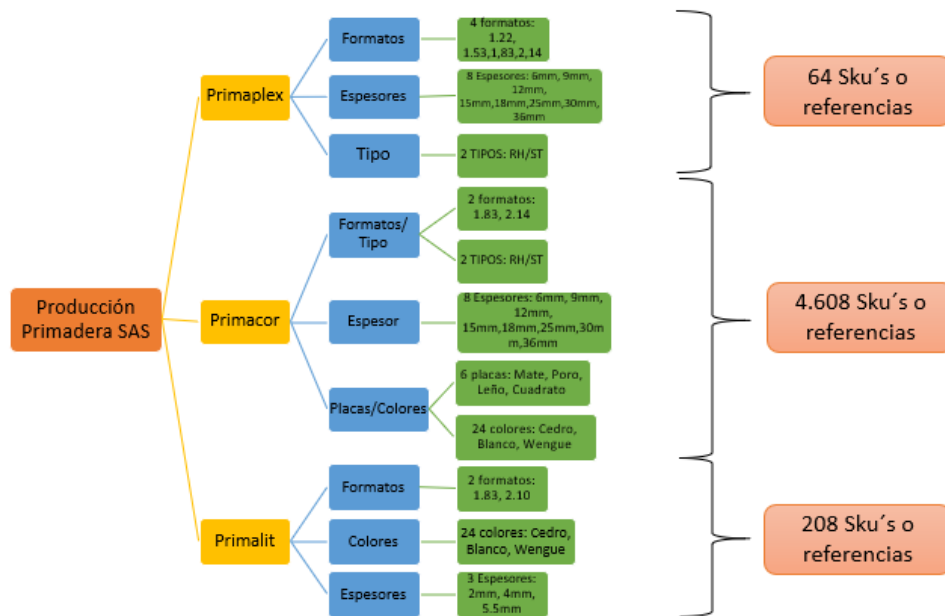 Producción
Primadera SAS
Primaplex
Formatos
4 formatos:
1.22,
1.53,1,83,2,14
Espesores
8 Espesores: 6mm, 9mm,
12mm,
15mm,18mm,25mm,30mm,
36mm
Tipo
2 TIPOS: RH/ST
64 Sku´s o
referencias
Primacor
Formatos/
Tipo
2 formatos:
1.83, 2.14
2 TIPOS: RH/ST
Espesor
8 Espesores: 6mm, 9mm,
12mm,
15mm,18mm,25mm,30m
m,36mm
Placas/Colores
6 placas: Mate, Poro,
Leño, Cuadrato
24 colores: Cedro,
Blanco, Wengue
4.608 Sku´s o
referencias
Primalit
Formatos
2 formatos:
1.83, 2.10
Colores
24 colores: Cedro,
Blanco, Wengue
Espesores
3 Espesores:
2mm, 4mm,
5.5mm
208 Sku´s o
referencias